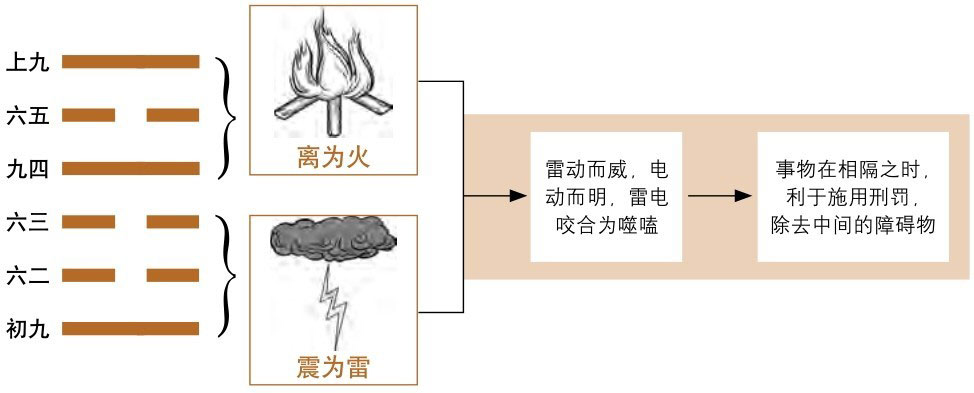 上九
六五
九四
六三
六二
初九
离为火
震为雷
雷动而威，电
动而明，雷电
咬合为噬嗑
事物在相隔之时，
利于施用刑罚，
除去中间的障碍物